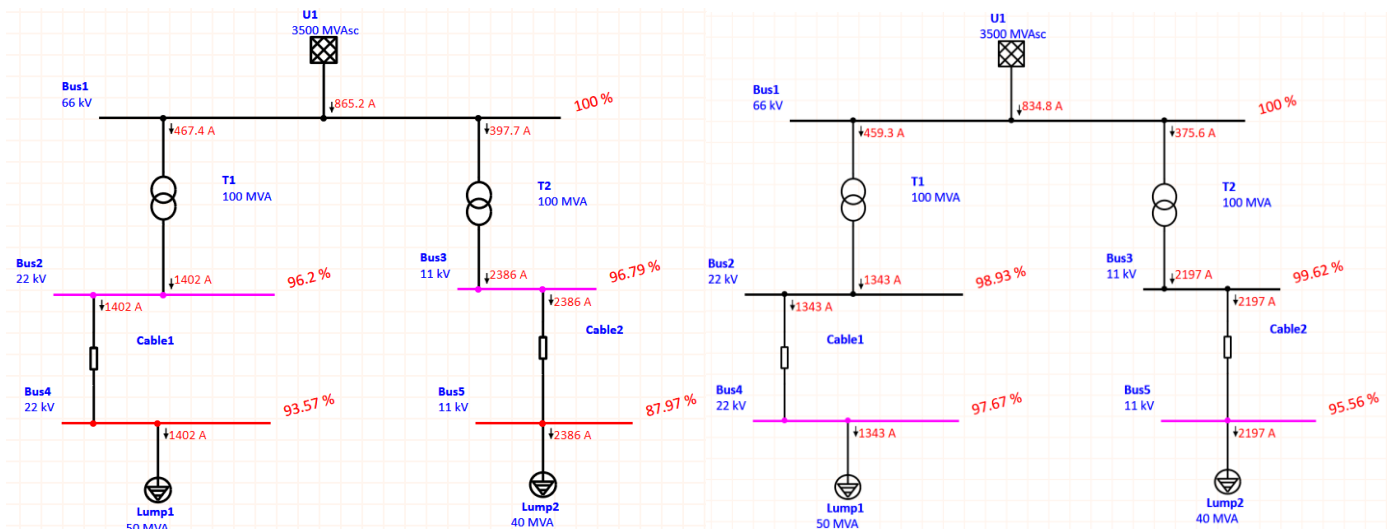 U1
3500 MVAsc
Bus1
66 kV
865.2 A
100 %
467.4 A
397.7 A
T1
100 MVA
T2
100 MVA
Bus2
22 kV
1402 A
96.2 %
Bus3
11 kV
2386 A
96.79 %
1402 A
2386 A
Cable1
Cable2
Bus4
22 kV
93.57 %
Bus5
11 kV
87.97 %
1402 A
2386 A
Lump1
50 MVA
Lump2
40 MVA
U1
3500 MVAsc
Bus1
66 kV
834.8 A
100 %
459.3 A
375.6 A
T1
100 MVA
T2
100 MVA
Bus2
22 kV
1343 A
98.93 %
Bus3
11 kV
2197 A
99.62 %
1343 A
2197 A
Cable1
Cable2
Bus4
22 kV
97.67 %
Bus5
11 kV
95.56 %
1343 A
2197 A
Lump1
50 MVA
Lump2
40 MVA